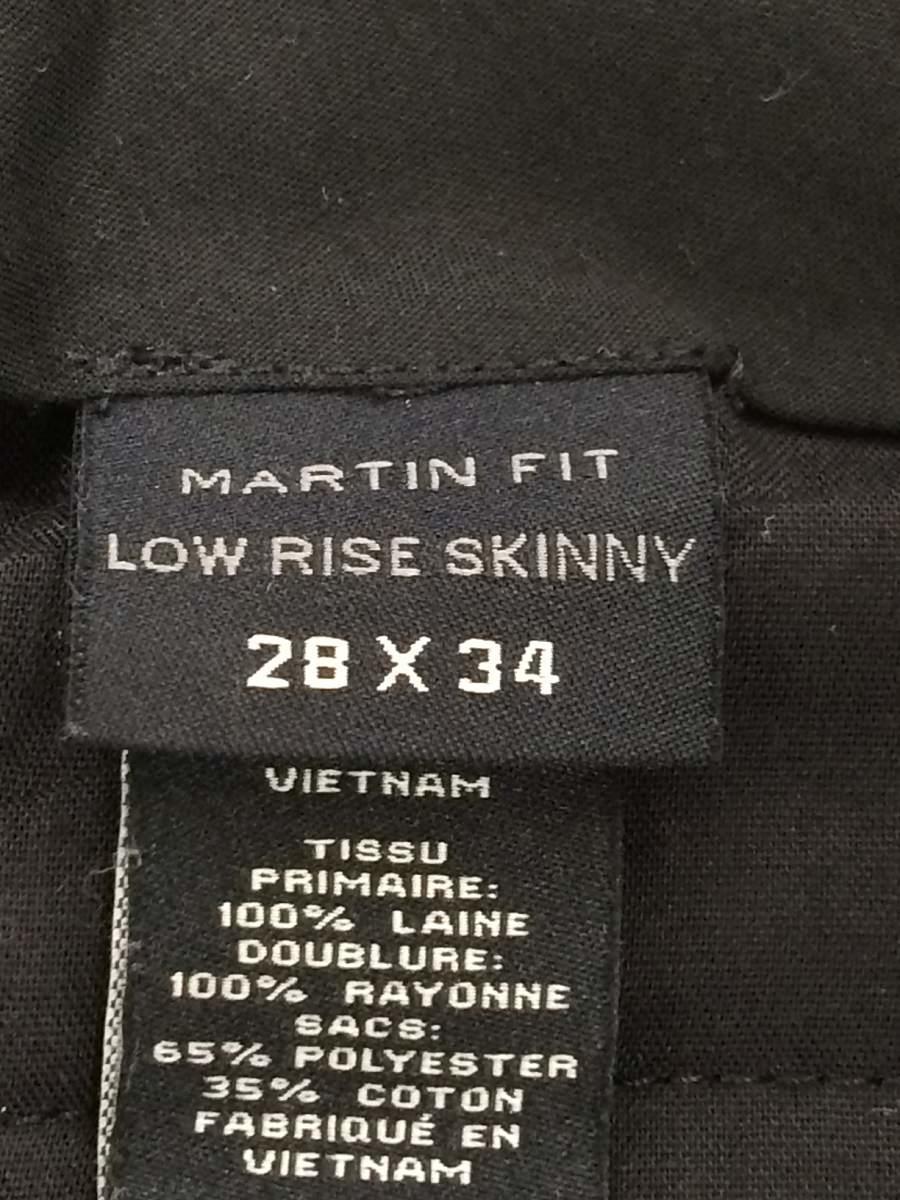 MARTIN FIT
LOW RISE SKINNY
28 X 34
VIETNAM
TISSU
PRIMAIRE:
100% LAINE
DOUBLURE:
100% RAYONNE
SACS:
65% POLYESTER
35% COTON
FABRIQUÉ EN
VIETNAM